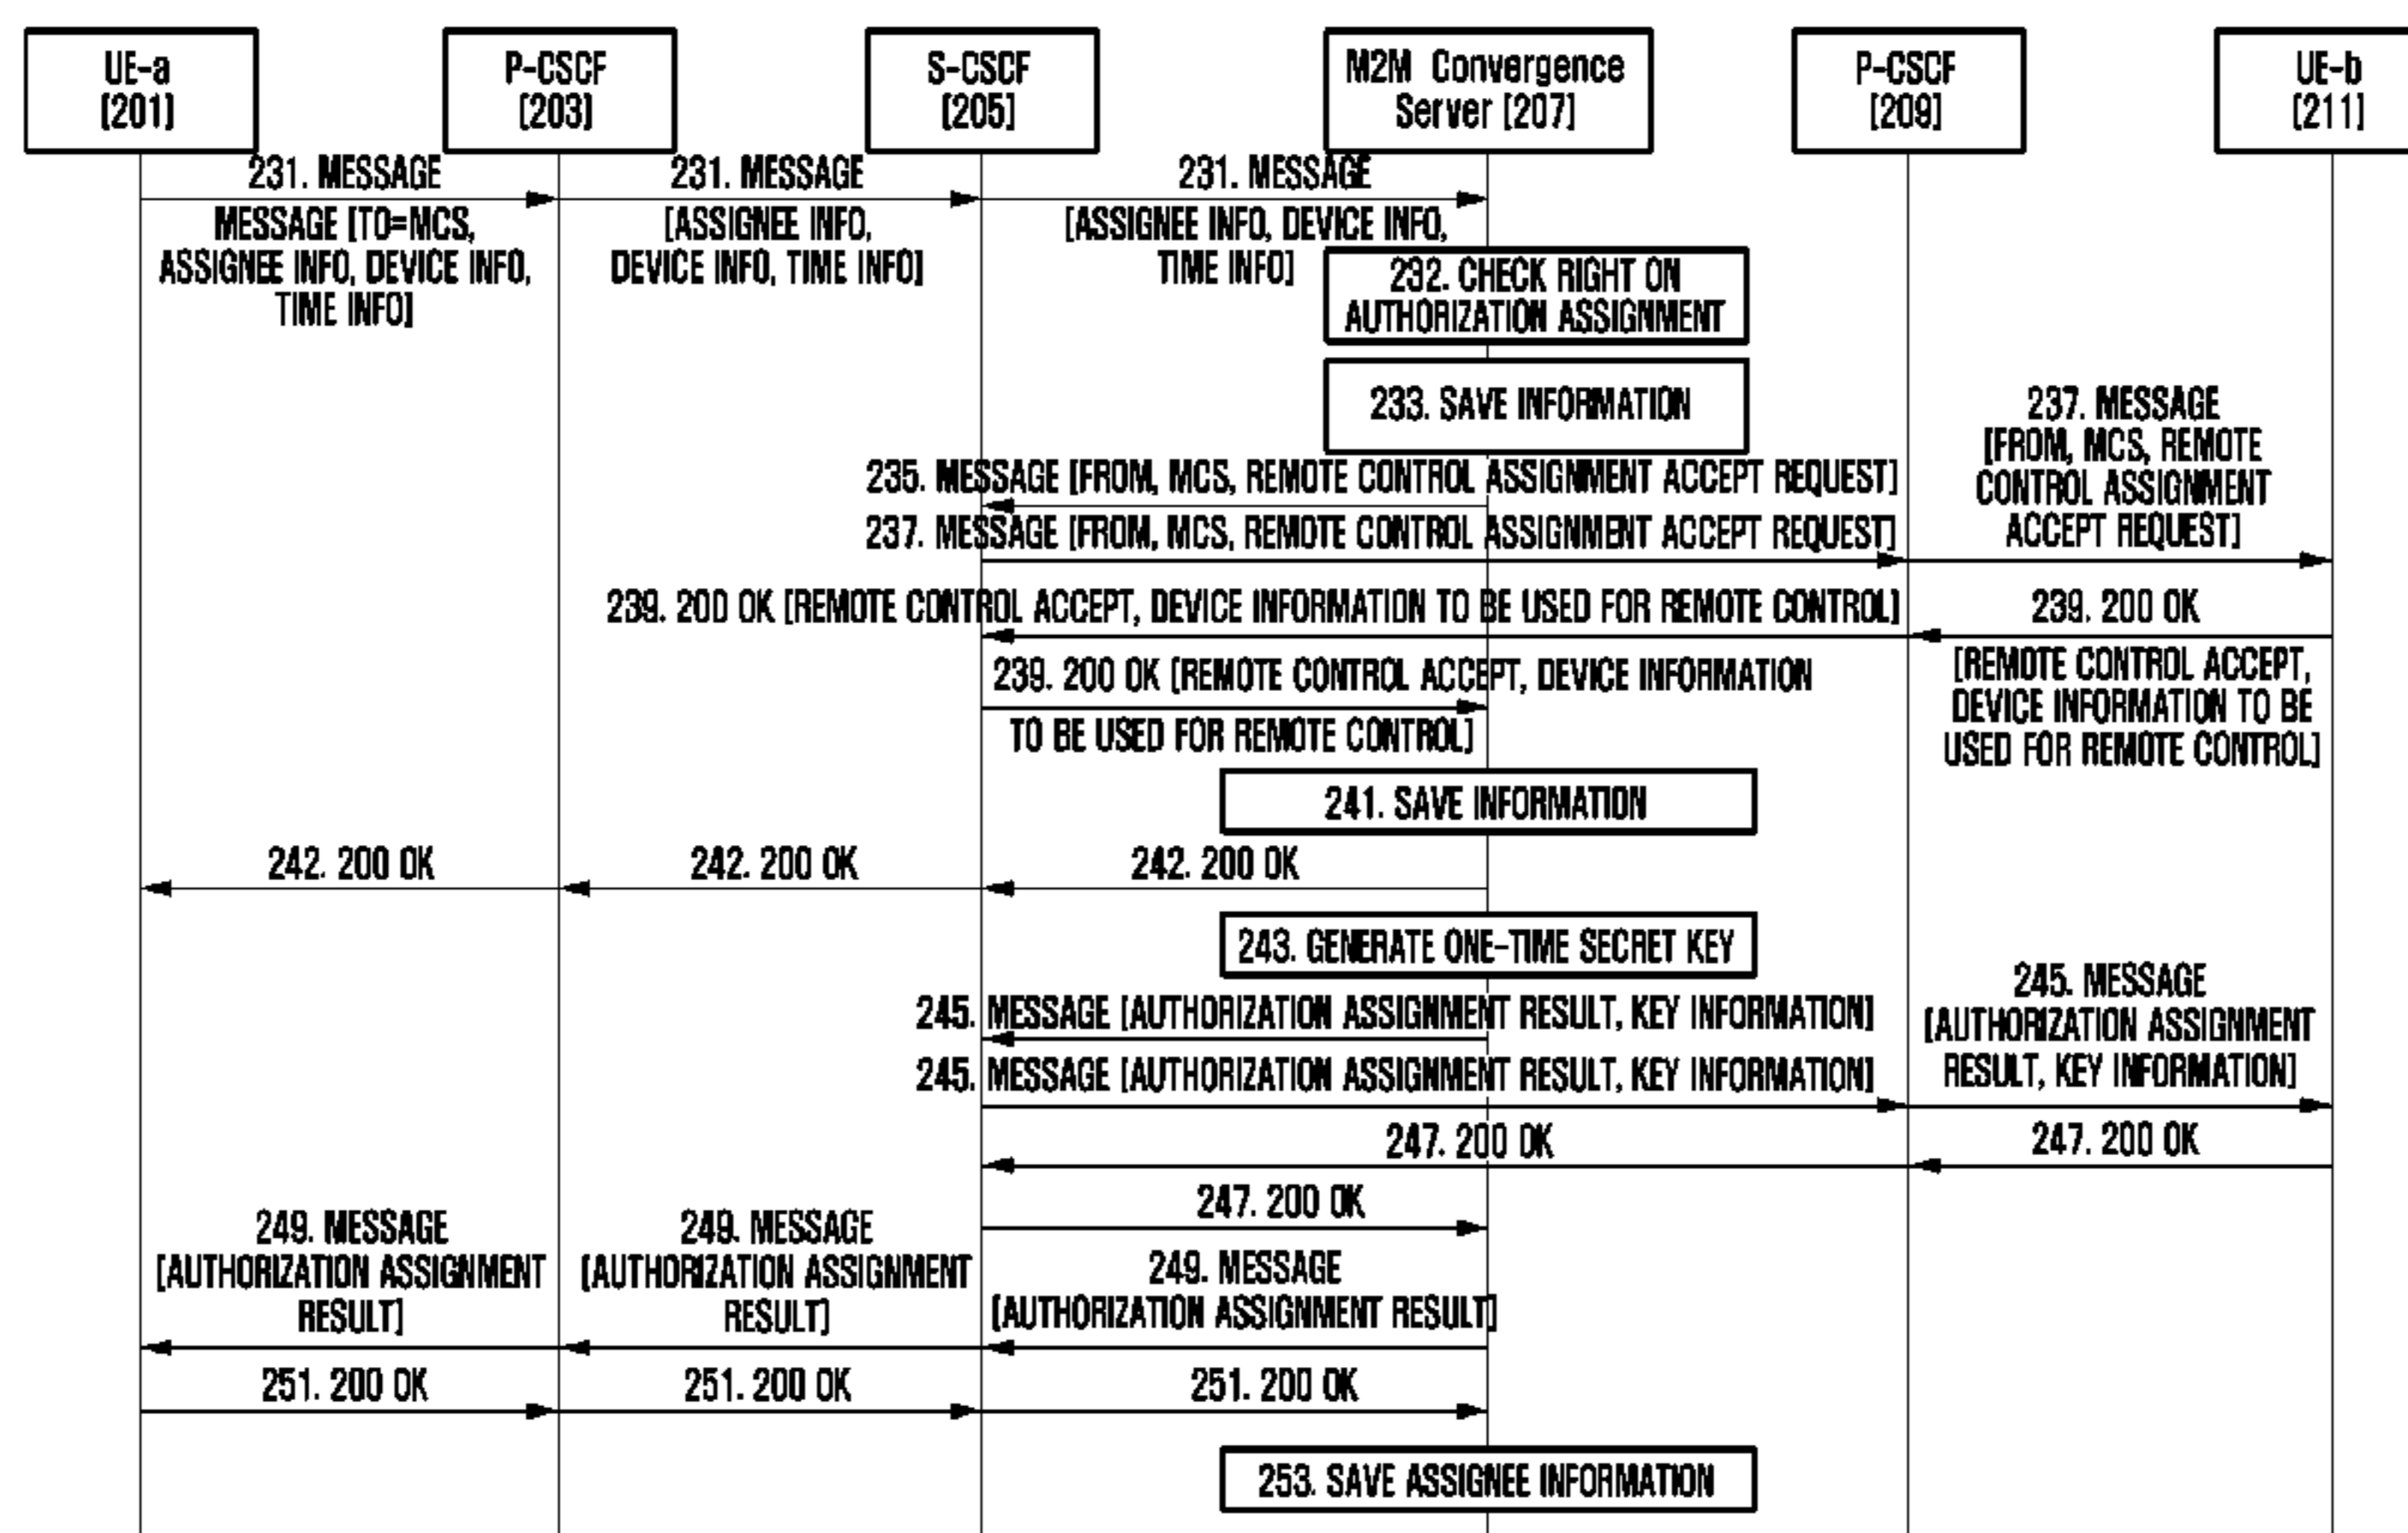 UE-a
[201]
P-CSCF
[203]
S-CSCF
[205]
M2M Convergence
Server [207]
P-CSCF
[209]
UE-b
[211]
231. MESSAGE
MESSAGE [TO=MCS,
ASSIGNEE INFO, DEVICE INFO,
TIME INFO]
231. MESSAGE
[ASSIGNEE INFO,
DEVICE INFO, TIME INFO]
231. MESSAGE
[ASSIGNEE INFO, DEVICE INFO,
TIME INFO]
232. CHECK RIGHT ON
AUTHORIZATION ASSIGNMENT
233. SAVE INFORMATION
235. MESSAGE [FROM, MCS, REMOTE CONTROL ASSIGNMENT ACCEPT REQUEST]
237. MESSAGE [FROM, MCS, REMOTE CONTROL ASSIGNMENT ACCEPT REQUEST]
237. MESSAGE
[FROM, MCS, REMOTE
CONTROL ASSIGNMENT
ACCEPT REQUEST]
239. 200 OK [REMOTE CONTROL ACCEPT, DEVICE INFORMATION TO BE USED FOR REMOTE CONTROL]
239. 200 OK
[REMOTE CONTROL ACCEPT,
DEVICE INFORMATION TO BE
USED FOR REMOTE CONTROL]
239. 200 OK [REMOTE CONTROL ACCEPT, DEVICE INFORMATION
TO BE USED FOR REMOTE CONTROL]
241. SAVE INFORMATION
242. 200 OK
242. 200 OK
242. 200 OK
243. GENERATE ONE-TIME SECRET KEY
245. MESSAGE [AUTHORIZATION ASSIGNMENT RESULT, KEY INFORMATION]
245. MESSAGE [AUTHORIZATION ASSIGNMENT RESULT, KEY INFORMATION]
245. MESSAGE
[AUTHORIZATION ASSIGNMENT
RESULT, KEY INFORMATION]
247. 200 OK
247. 200 OK
247. 200 OK
249. MESSAGE
[AUTHORIZATION ASSIGNMENT
RESULT]
249. MESSAGE
[AUTHORIZATION ASSIGNMENT
RESULT]
249. MESSAGE
[AUTHORIZATION ASSIGNMENT RESULT]
251. 200 OK
251. 200 OK
251. 200 OK
253. SAVE ASSIGNEE INFORMATION